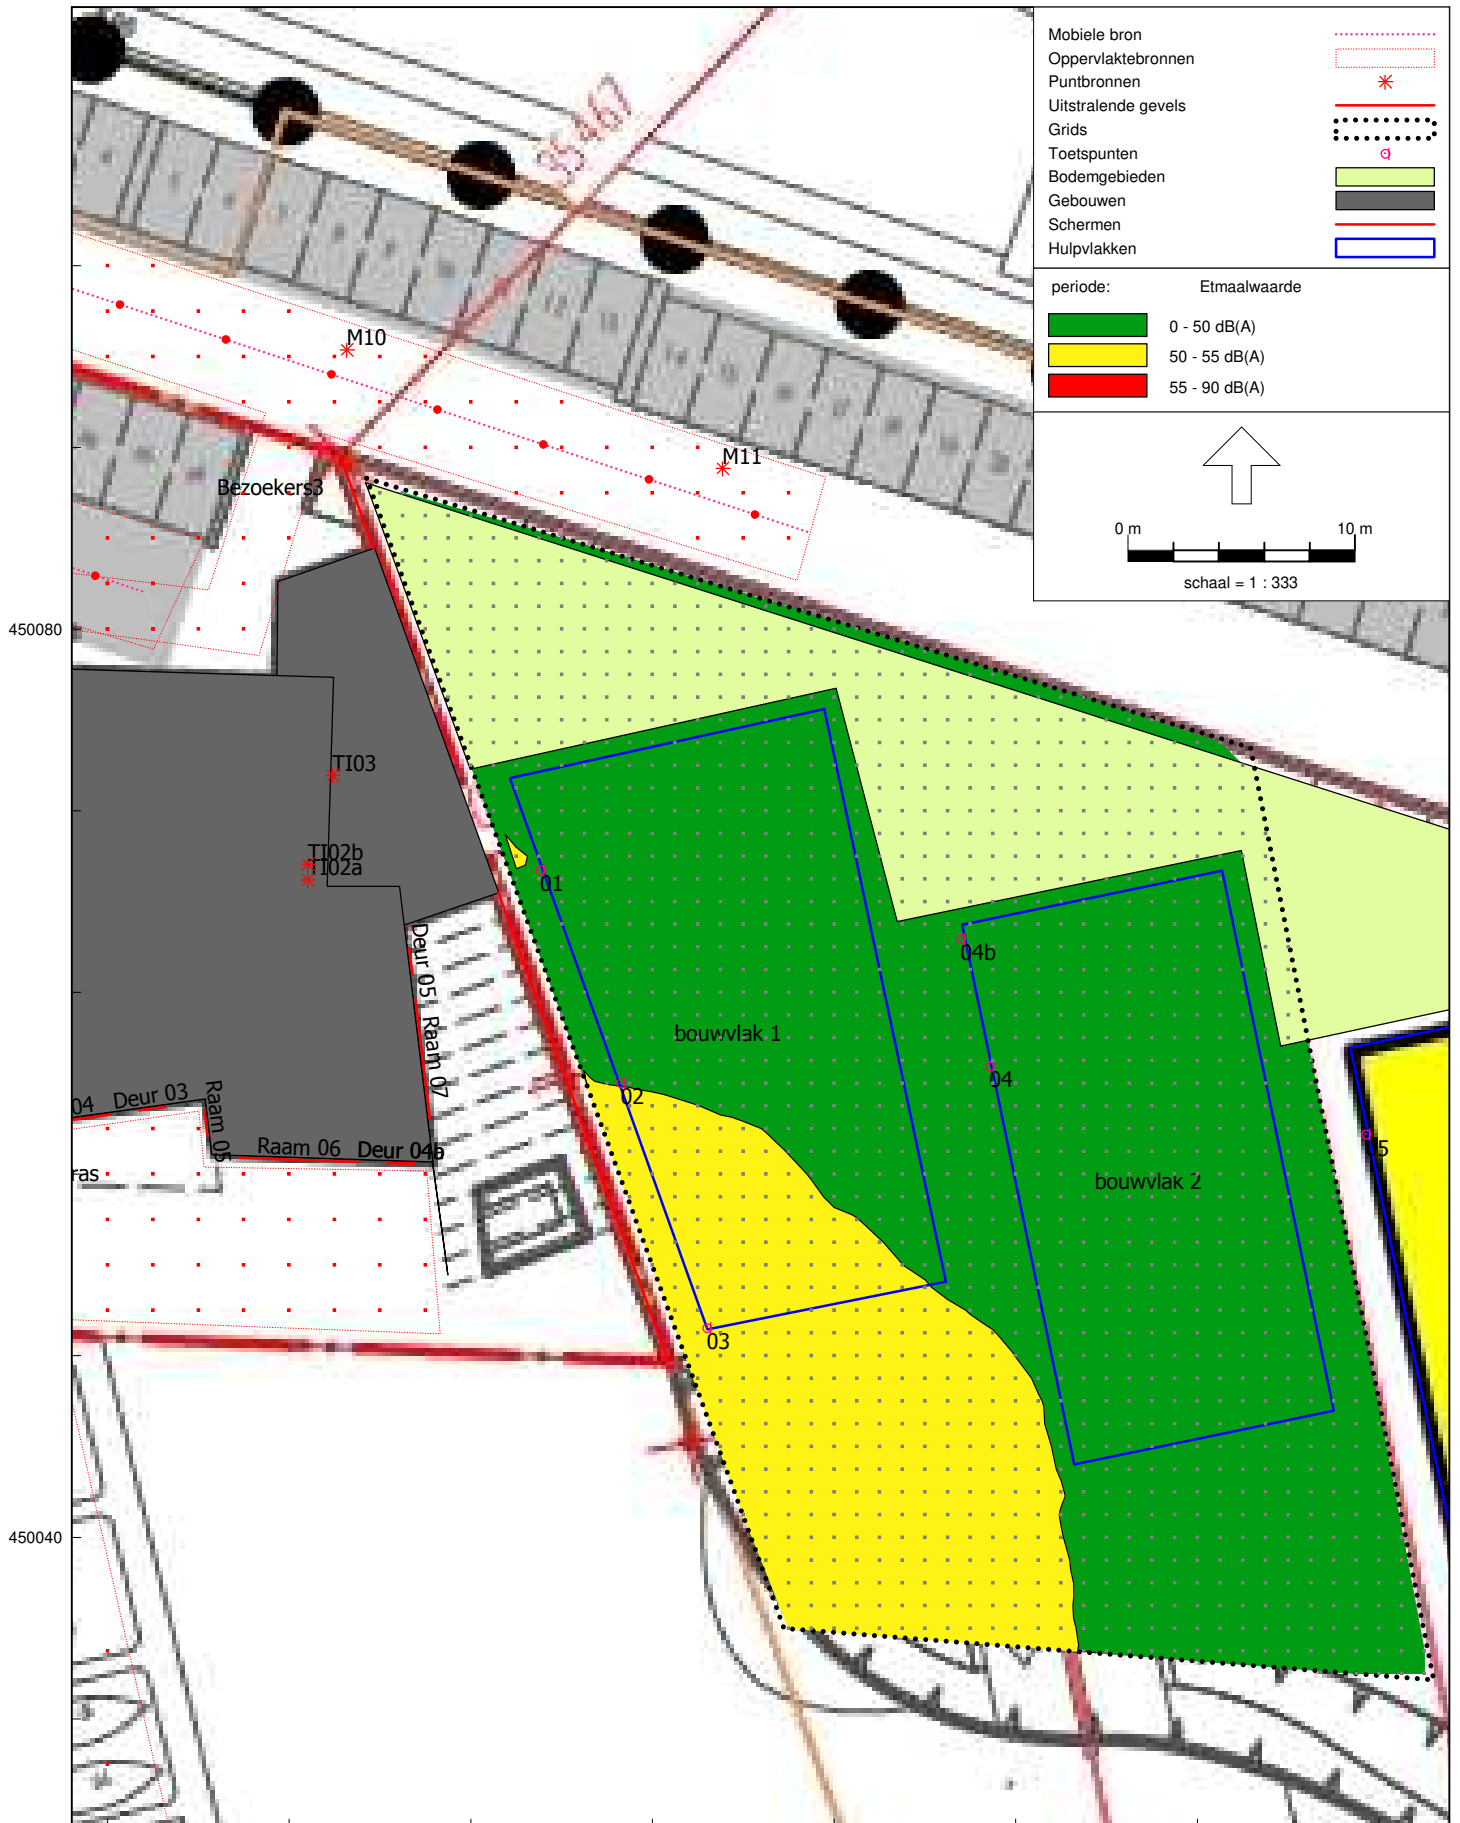 Mobiele bron
Oppervlaktebronnen
Puntbronnen
Uitstralende gevels
Grids
Toetspunten
Bodemgebieden
Gebouwen
Schermen
Hulpvlakken
periode: Etmaalwaarde
0 - 50 dB(A)
50 - 55 dB(A)
55 - 90 dB(A)
0 m 10 m
schaal = 1 : 333
M10
M11
Bezoekers3
450080
TI03
TI02b
TI02a
01
04b
Deur 05
Raam 07
bouwvlak 1
04
02
04 Deur 03
Raam 05
Raam 06 Deur 04b
05
ras
bouwvlak 2
03
450040